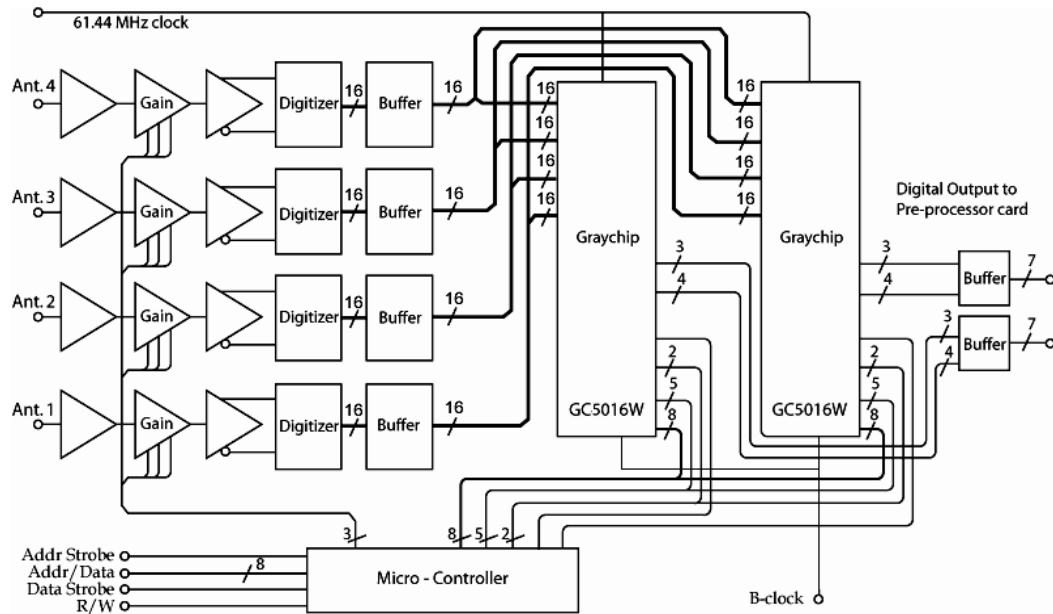 61.44 MHz clock
Ant. 4
Gain
Digitizer
16
Buffer
16
16
16
16
16
Graychip
GC5016W
16
16
16
16
Graychip
GC5016W
Ant. 3
Gain
Digitizer
16
Buffer
16
Ant. 2
Gain
Digitizer
16
Buffer
16
Ant. 1
Gain
Digitizer
16
Buffer
16
Digital Output to
Pre-processor card
3
4
2
5
8
3
4
2
5
8
Buffer
7
3
4
Buffer
7
3
8
5
2
Addr Strobe
Addr/Data
8
Data Strobe
R/W
Micro - Controller
B-clock